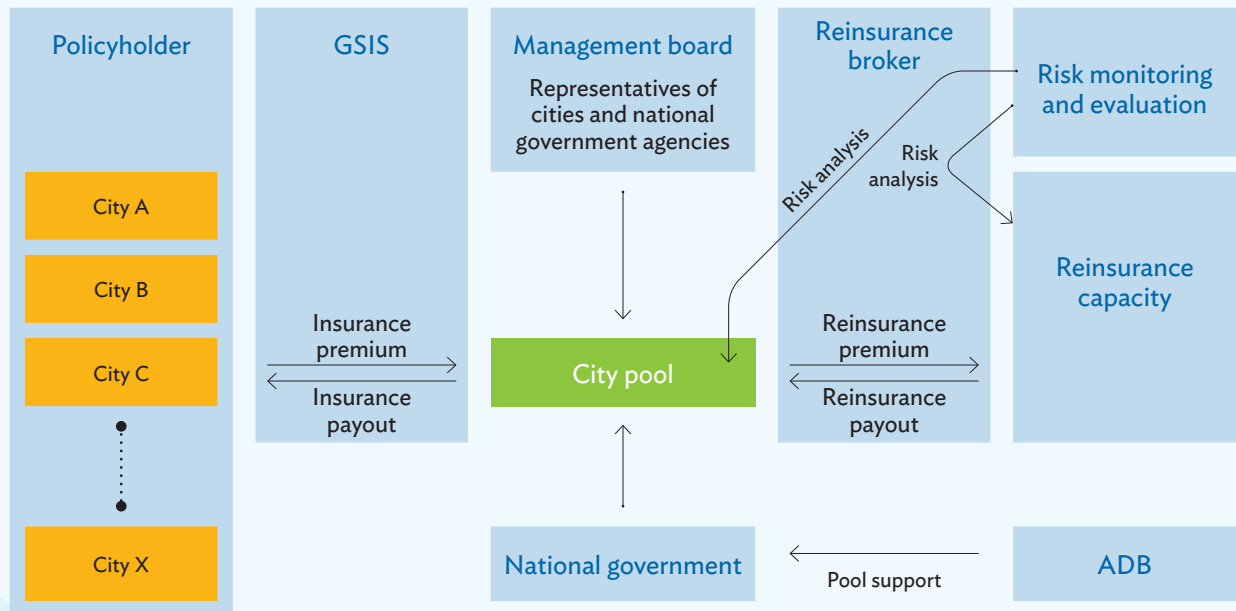 Policyholder
City A
City B
City C
City X
GSIS
Insurance
premium
Insurance
payout
Management board
Representatives of
cities and national
government agencies
City pool
National government
Reinsurance
broker
Risk analysis
Risk
analysis
Reinsurance
premium
Reinsurance
payout
Pool support
Risk monitoring
and evaluation
Reinsurance
capacity
ADB